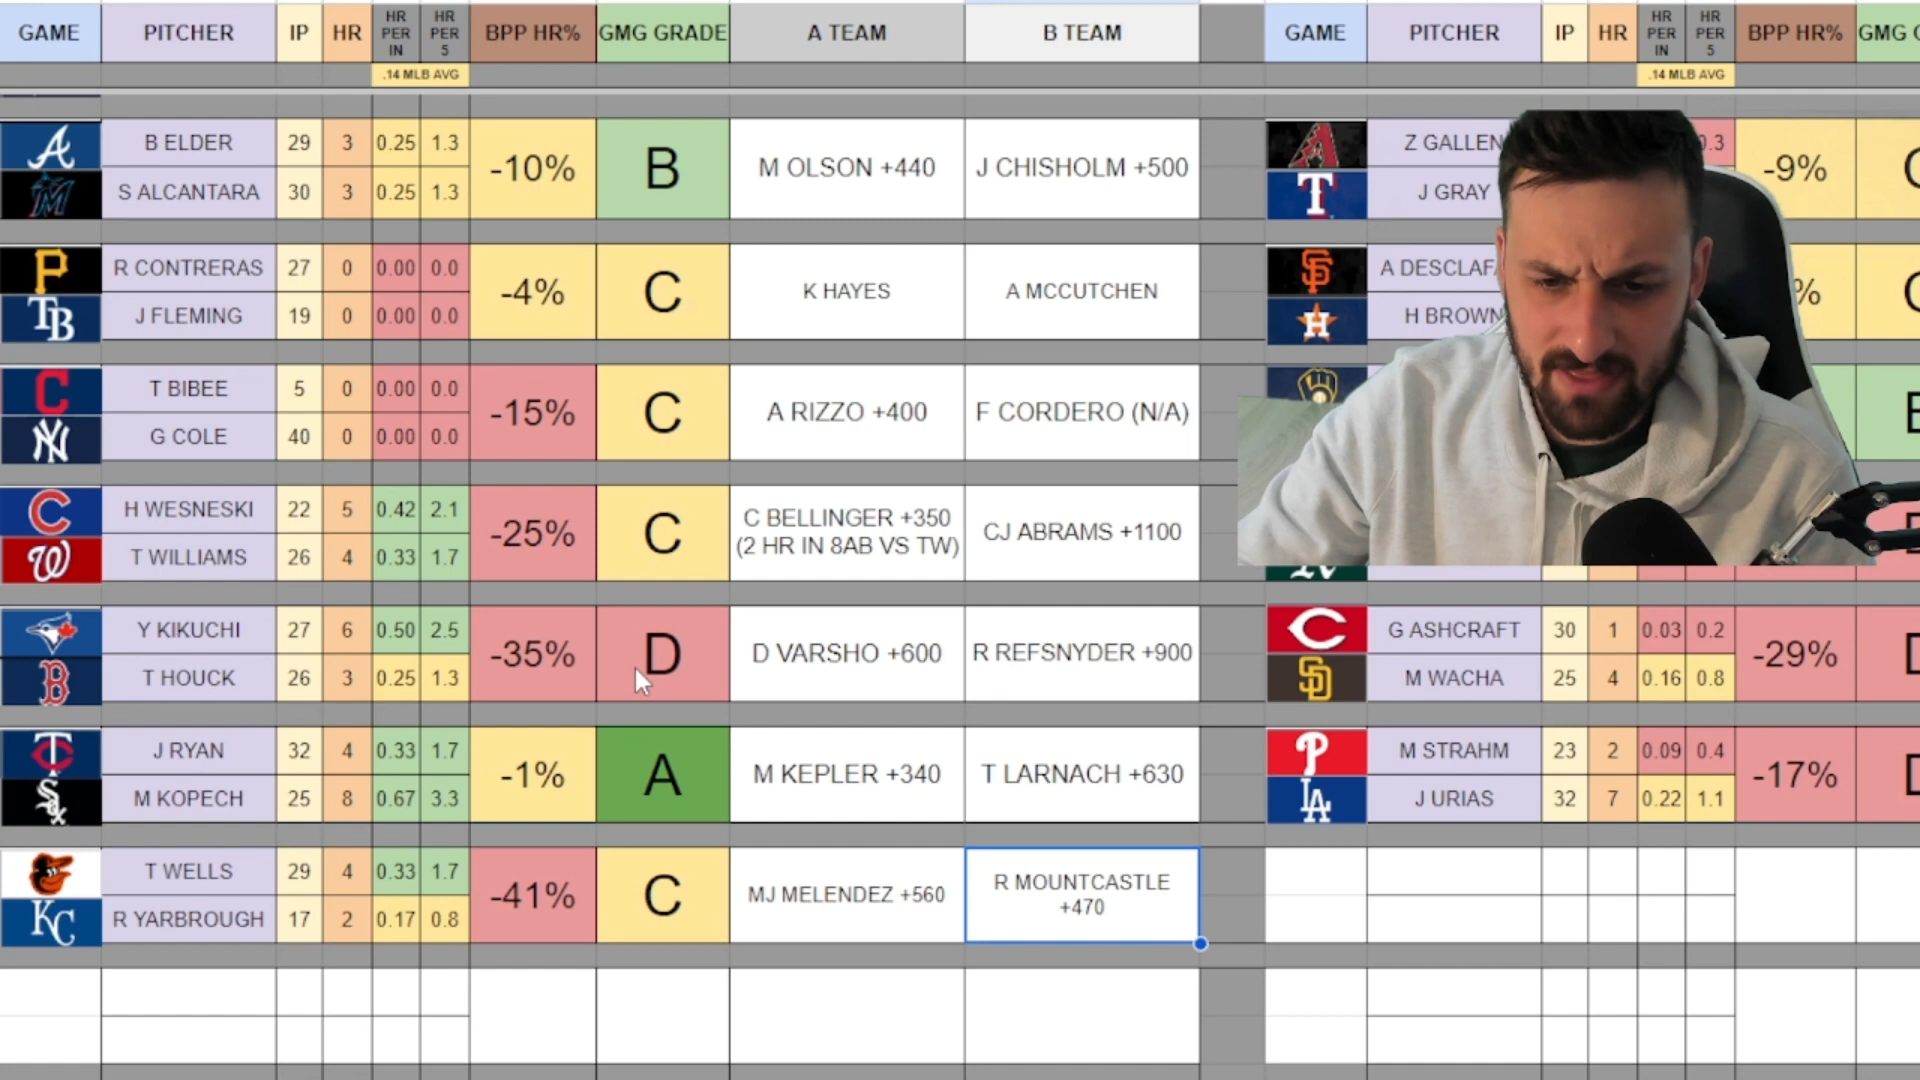 GAME PITCHER IP HR HR PER IN HR PER 5 BPP HR% GMG GRADE A TEAM B TEAM GAME PITCHER IP HR HR PER IN HR PER 5 BPP HR% GMG
.14 MLB AVG .14 MLB AVG
B ELDER 29 3 0.25 1.3 -10% B M OLSON +440 J CHISHOLM +500 Z GALLEN 0.3 -9%
S ALCANTARA 30 3 0.25 1.3 J GRAY
R CONTRERAS 27 0 0.00 0.0 -4% C K HAYES A MCCUTCHEN A DESCLAFA %
J FLEMING 19 0 0.00 0.0 H BROWN
T BIBEE 5 0 0.00 0.0 -15% C A RIZZO +400 F CORDERO (N/A)
G COLE 40 0 0.00 0.0
H WESNESKI 22 5 0.42 2.1 -25% C C BELLINGER +350 CJ ABRAMS +1100
(2 HR IN 8AB VS TW)
T WILLIAMS 26 4 0.33 1.7
Y KIKUCHI 27 6 0.50 2.5 -35% D D VARSHO +600 R REFSNYDER +900 G ASHCRAFT 30 1 0.03 0.2 -29%
T HOUCK 26 3 0.25 1.3 M WACHA 25 4 0.16 0.8
J RYAN 32 4 0.33 1.7 -1% A M KEPLER +340 T LARNACH +630 M STRAHM 23 2 0.09 0.4 -17%
M KOPECH 25 8 0.67 3.3 J URIAS 32 7 0.22 1.1
T WELLS 29 4 0.33 1.7 -41% C MJ MELENDEZ +560 R MOUNTCASTLE
+470
R YARBROUGH 17 2 0.17 0.8